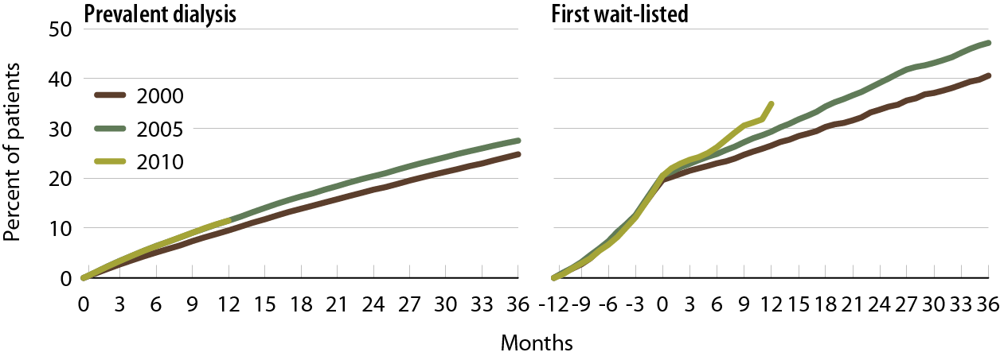 Prevalent dialysis
First wait-listed
Percent of patients
50
40
30
20
10
0
2000
2005
2010
0 3 6 9 12 15 18 21 24 27 30 33 36
-12 -9 -6 -3 0 3 6 9 12 15 18 21 24 27 30 33 36
Months